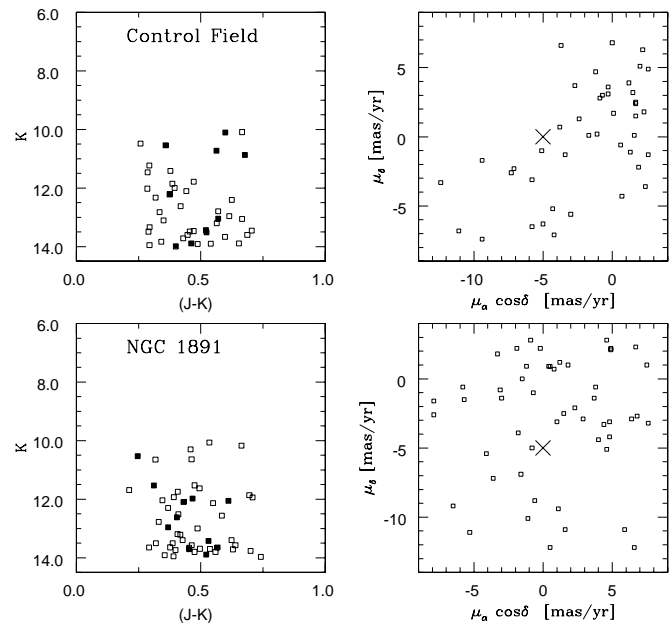 6.0
Control Field
8.0
K
10.0
12.0
14.0
0.0 0.5 1.0
(J-K)
5
0
-5
μδ [mas/yr]
-10 -5 0
μα cosδ [mas/yr]
6.0
NGC 1891
8.0
K
10.0
12.0
14.0
0.0 0.5 1.0
(J-K)
0
-5
-10
μδ [mas/yr]
-5 0 5
μα cosδ [mas/yr]